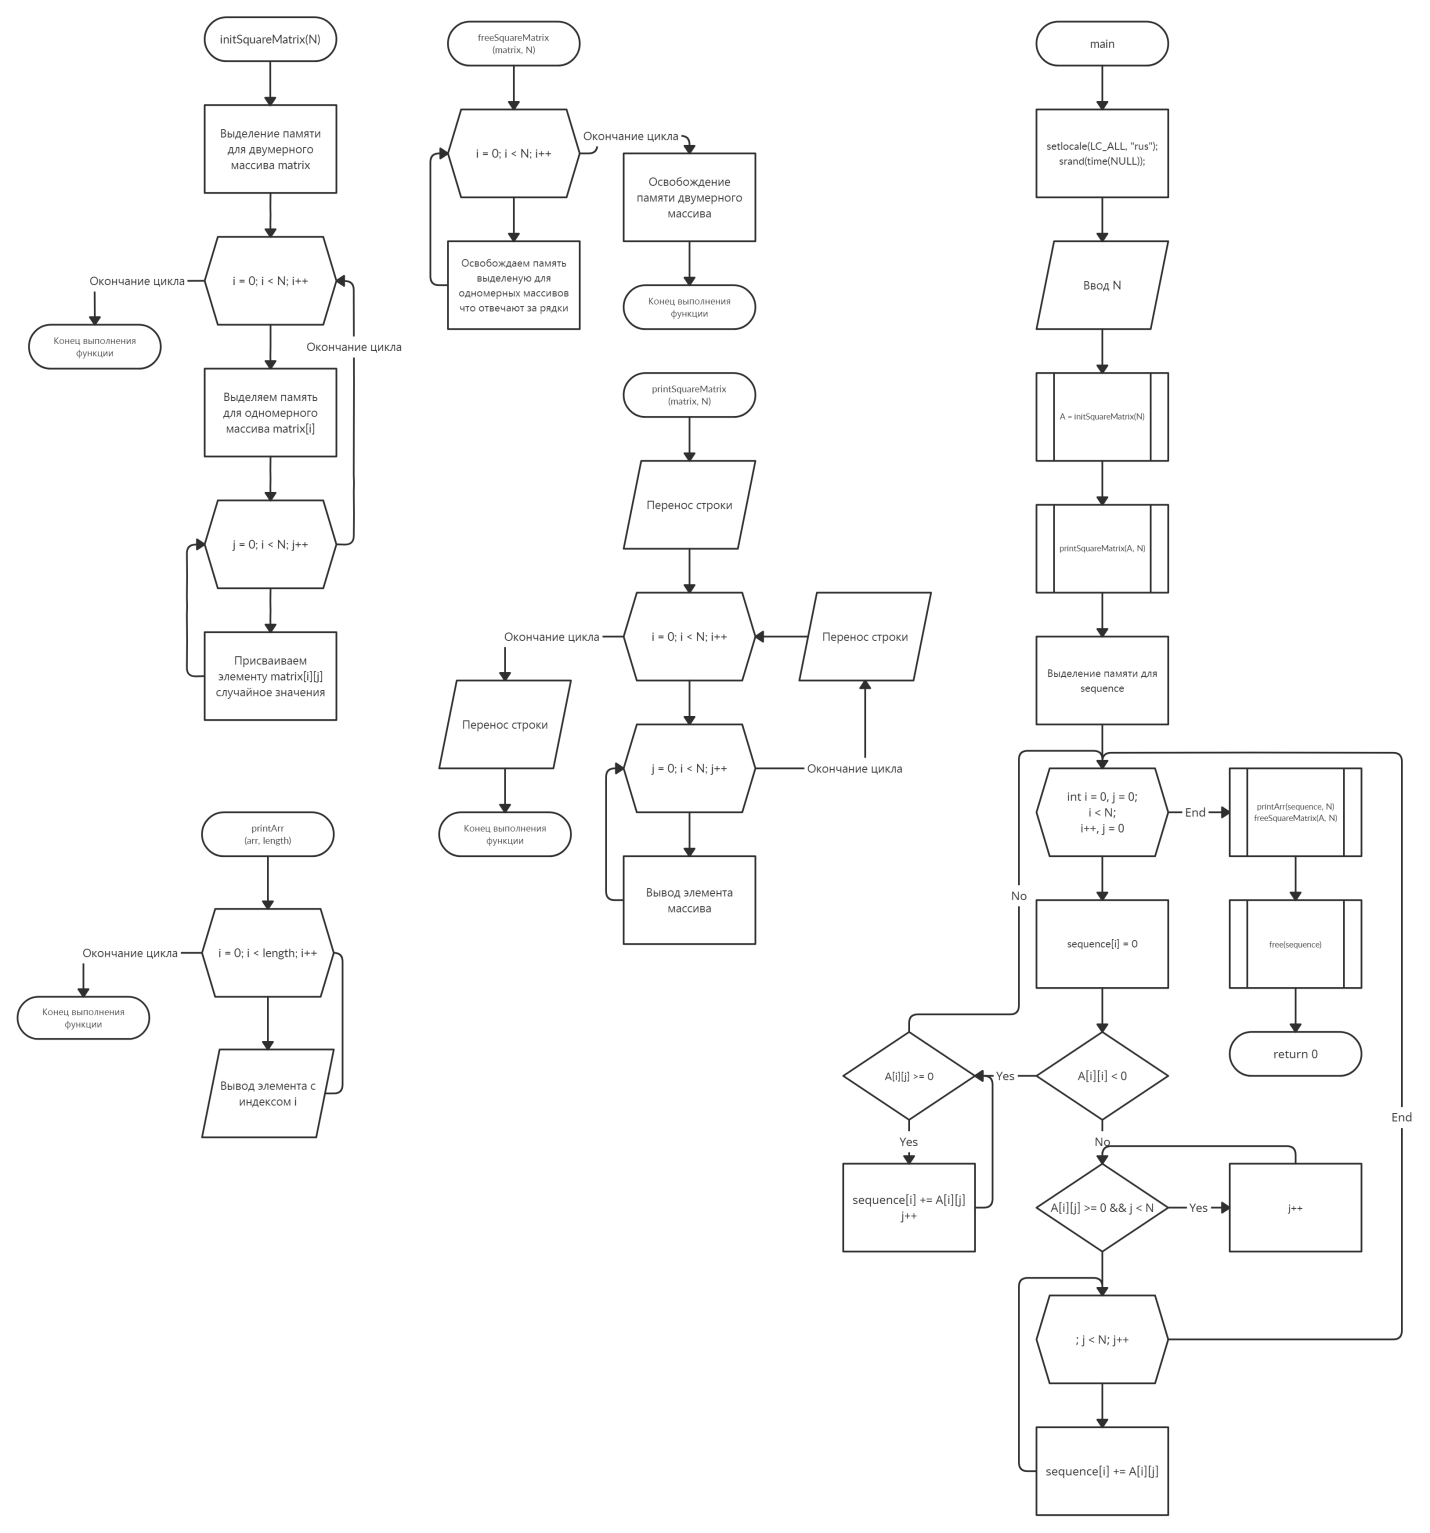 initSquareMatrix(N)
Выделение памяти
для двумерного
массива matrix
i = 0; i < N; i++
Окончание цикла
Конец выполнения
функции
Окончание цикла
Выделяем память
для одномерного
массива matrix[i]
j = 0; i < N; j++
Присваиваем
элементу matrix[i][j]
случайное значения
printArr
(arr, length)
i = 0; i < length; i++
Окончание цикла
Конец выполнения
функции
Вывод элемента с
индексом i
freeSquareMatrix
(matrix, N)
i = 0; i < N; i++
Окончание цикла
Освобождение
памяти двумерного
массива
Освобождаем память
выделеную для
одномерных массивов
что отвечают за рядки
Конец выполнения
функции
printSquareMatrix
(matrix, N)
Перенос строки
i = 0; i < N; i++
Перенос строки
Окончание цикла
Перенос строки
j = 0; i < N; j++
Окончание цикла
Конец выполнения
функции
Вывод элемента
массива
main
setlocale(LC_ALL, "rus");
srand(time(NULL));
Ввод N
A = initSquareMatrix(N)
printSquareMatrix(A, N)
Выделение памяти для
sequence
int i = 0, j = 0;
i < N;
i++, j = 0
End
printArr(sequence, N)
freeSquareMatrix(A, N)
No
sequence[i] = 0
free(sequence)
return 0
A[i][j] >= 0
Yes
A[i][i] < 0
End
Yes
No
sequence[i] += A[i][j]
j++
A[i][j] >= 0 && j < N
Yes
j++
; j < N; j++
sequence[i] += A[i][j]